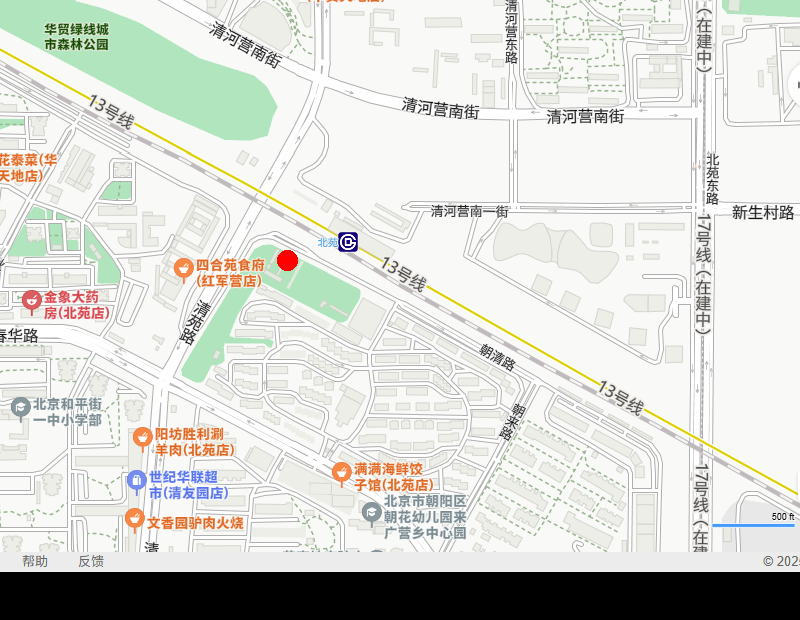 华贸绿线城
市森林公园
清河营南街
清河营东路
（在建中）
13号线
清河营南街
清河营南街
花泰菜(华
天地店)
北苑东路
清河营南一街
新生村路
北苑
四合苑食府
(红军营店)
13号线
17号线（在建中）
金象大药
房(北苑店)
清苑路
春华路
朝清路
13号线
北京和平街
一中小学部
朝来路
阳坊胜利涮
羊肉(北苑店)
满满海鲜饺
子馆(北苑店)
世纪华联超
市(清友园店)
17号线（在建
北京市朝阳区
朝花幼儿园来
广营乡中心园
文香园驴肉火烧
500 ft
清
帮助
反馈
© 202